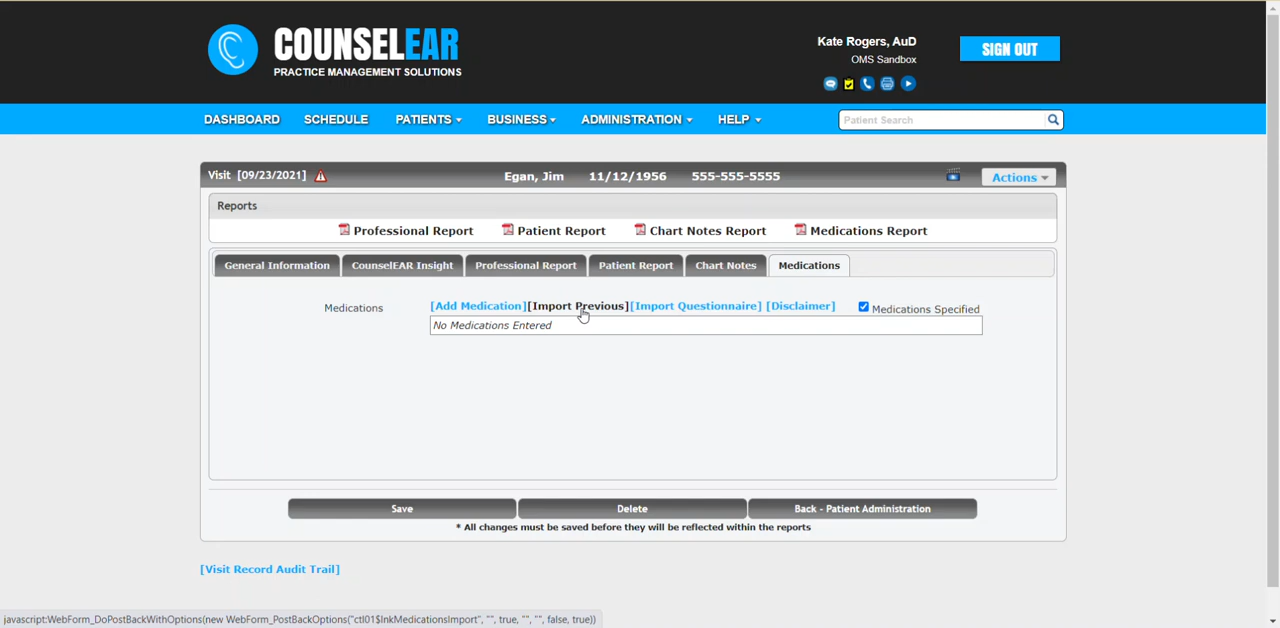 COUNSELEAR
PRACTICE MANAGEMENT SOLUTIONS
Kate Rogers, AuD
OMS Sandbox
SIGN OUT
DASHBOARD SCHEDULE PATIENTS BUSINESS ADMINISTRATION HELP Patient Search
Visit [09/23/2021] Egan, Jim 11/12/1956 555-555-5555 Actions
Reports
Professional Report Patient Report Chart Notes Report Medications Report
General Information CounselEAR Insight Professional Report Patient Report Chart Notes Medications
Medications [Add Medication] [Import Previous] [Import Questionnaire] [Disclaimer] Medications Specified
No Medications Entered
Save Delete Back - Patient Administration
* All changes must be saved before they will be reflected within the reports
[Visit Record Audit Trail]
javascript:WebForm_DoPostBackWithOptions(new WebForm_PostBackOptions("ctl01$lnkMedicationsImport", "", true, "", "", false, true))